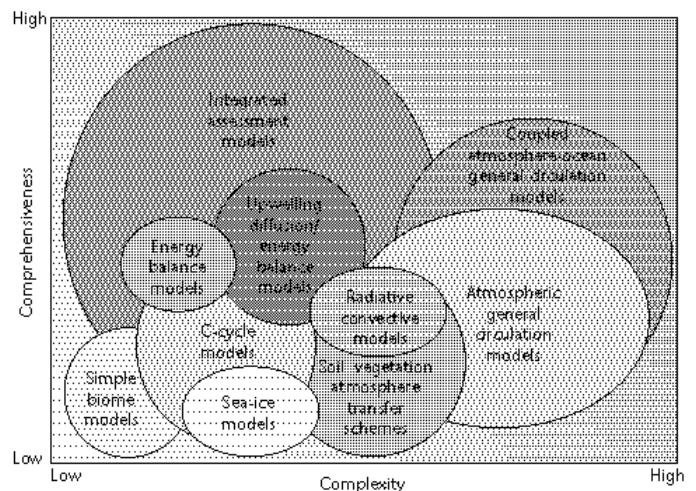 High
Integrated
assessment
models
Coupled
atmosphere-ocean
general circulation
models
Upwelling
diffusion/
energy
balance
models
Energy
balance
models
Comprehensiveness
Radiative
convective
models
Atmospheric
general
circulation
models
C-cycle
models
Simple
biome
models
Sea-ice
models
Soil vegetation
atmosphere
transfer
schemes
Low
Low
Complexity
High